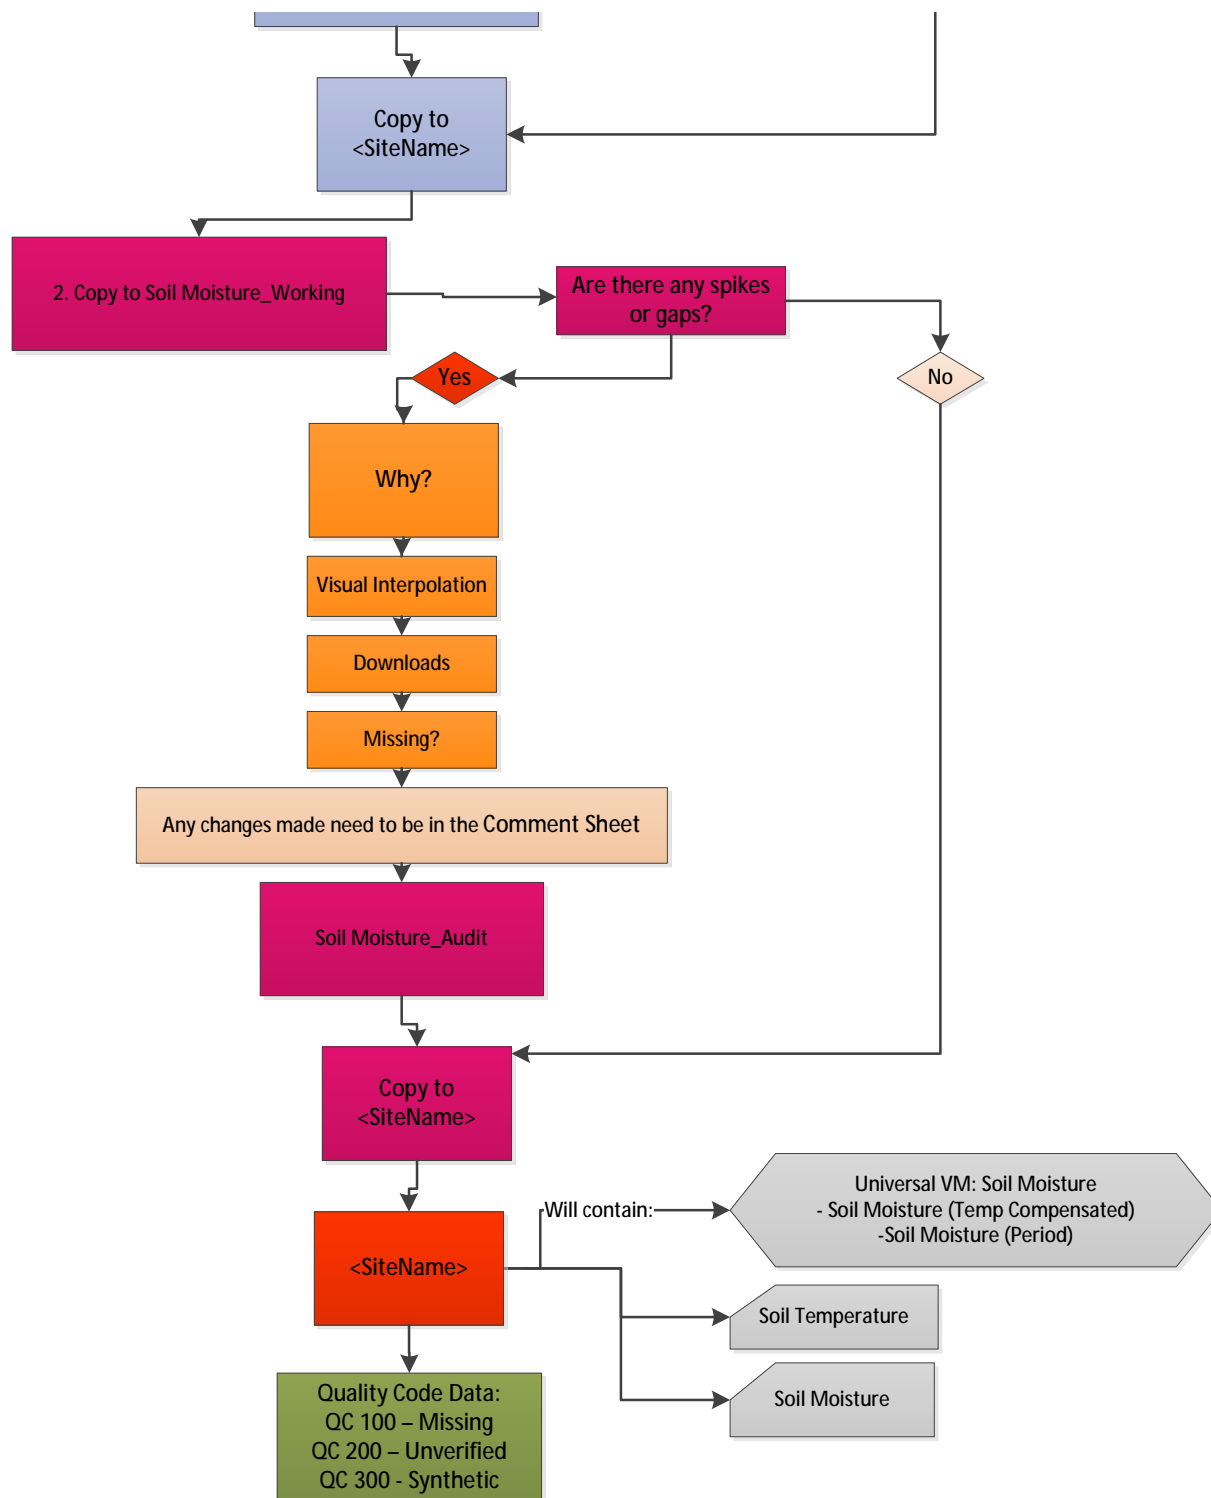 Copy to
<SiteName>
2. Copy to Soil Moisture_Working
Are there any spikes
or gaps?
Yes
No
Why?
Visual Interpolation
Downloads
Missing?
Any changes made need to be in the Comment Sheet
Soil Moisture_Audit
Copy to
<SiteName>
Will contain:
Universal VM: Soil Moisture
- Soil Moisture (Temp Compensated)
-Soil Moisture (Period)
<SiteName>
Soil Temperature
Soil Moisture
Quality Code Data:
QC 100 – Missing
QC 200 – Unverified
QC 300 - Synthetic